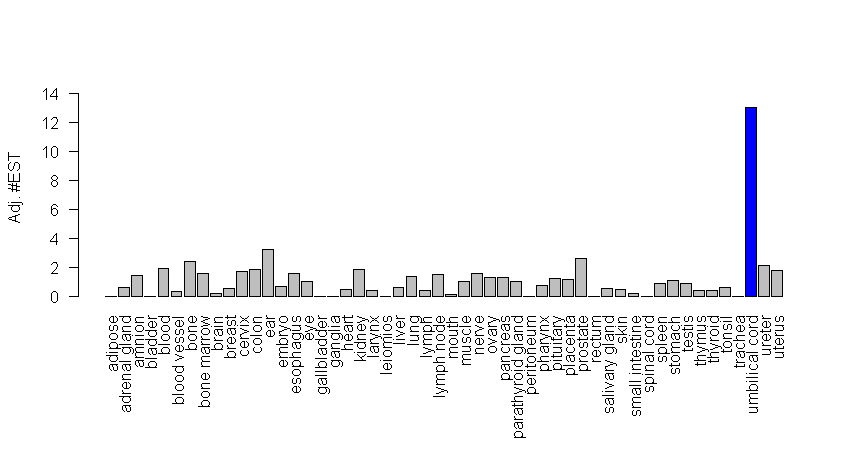 14
12
10
8
6
4
2
0
Adj. #EST
adipose
adrenal gland
amnion
bladder
blood
blood vessel
bone
bone marrow
brain
breast
cervix
colon
ear
embryo
esophagus
eye
gallbladder
ganglia
heart
kidney
larynx
leiomios
liver
lung
lymph
lymph node
mouth
muscle
nerve
ovary
pancreas
parathyroid gland
peritoneum
pharynx
pituitary
placenta
prostate
rectum
salivary gland
skin
small intestine
spinal cord
spleen
stomach
testis
thymus
thyroid
tonsil
trachea
umbilical cord
ureter
uterus